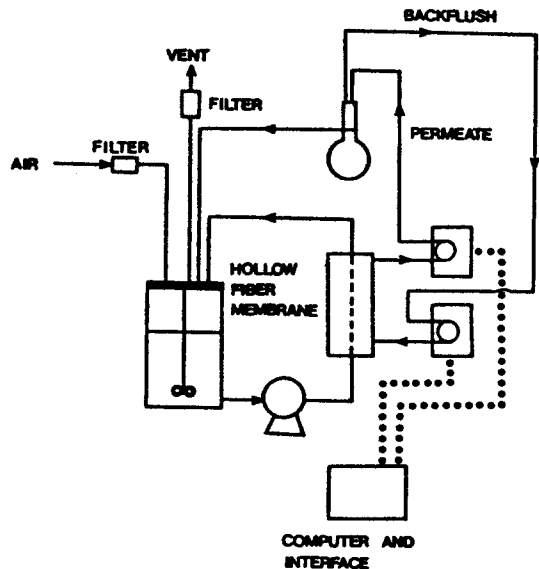 BACKFLUSH
VENT
FILTER
PERMEATE
FILTER
AIR
HOLLOW
FIBER
MEMBRANE
COMPUTER AND
INTERFACE